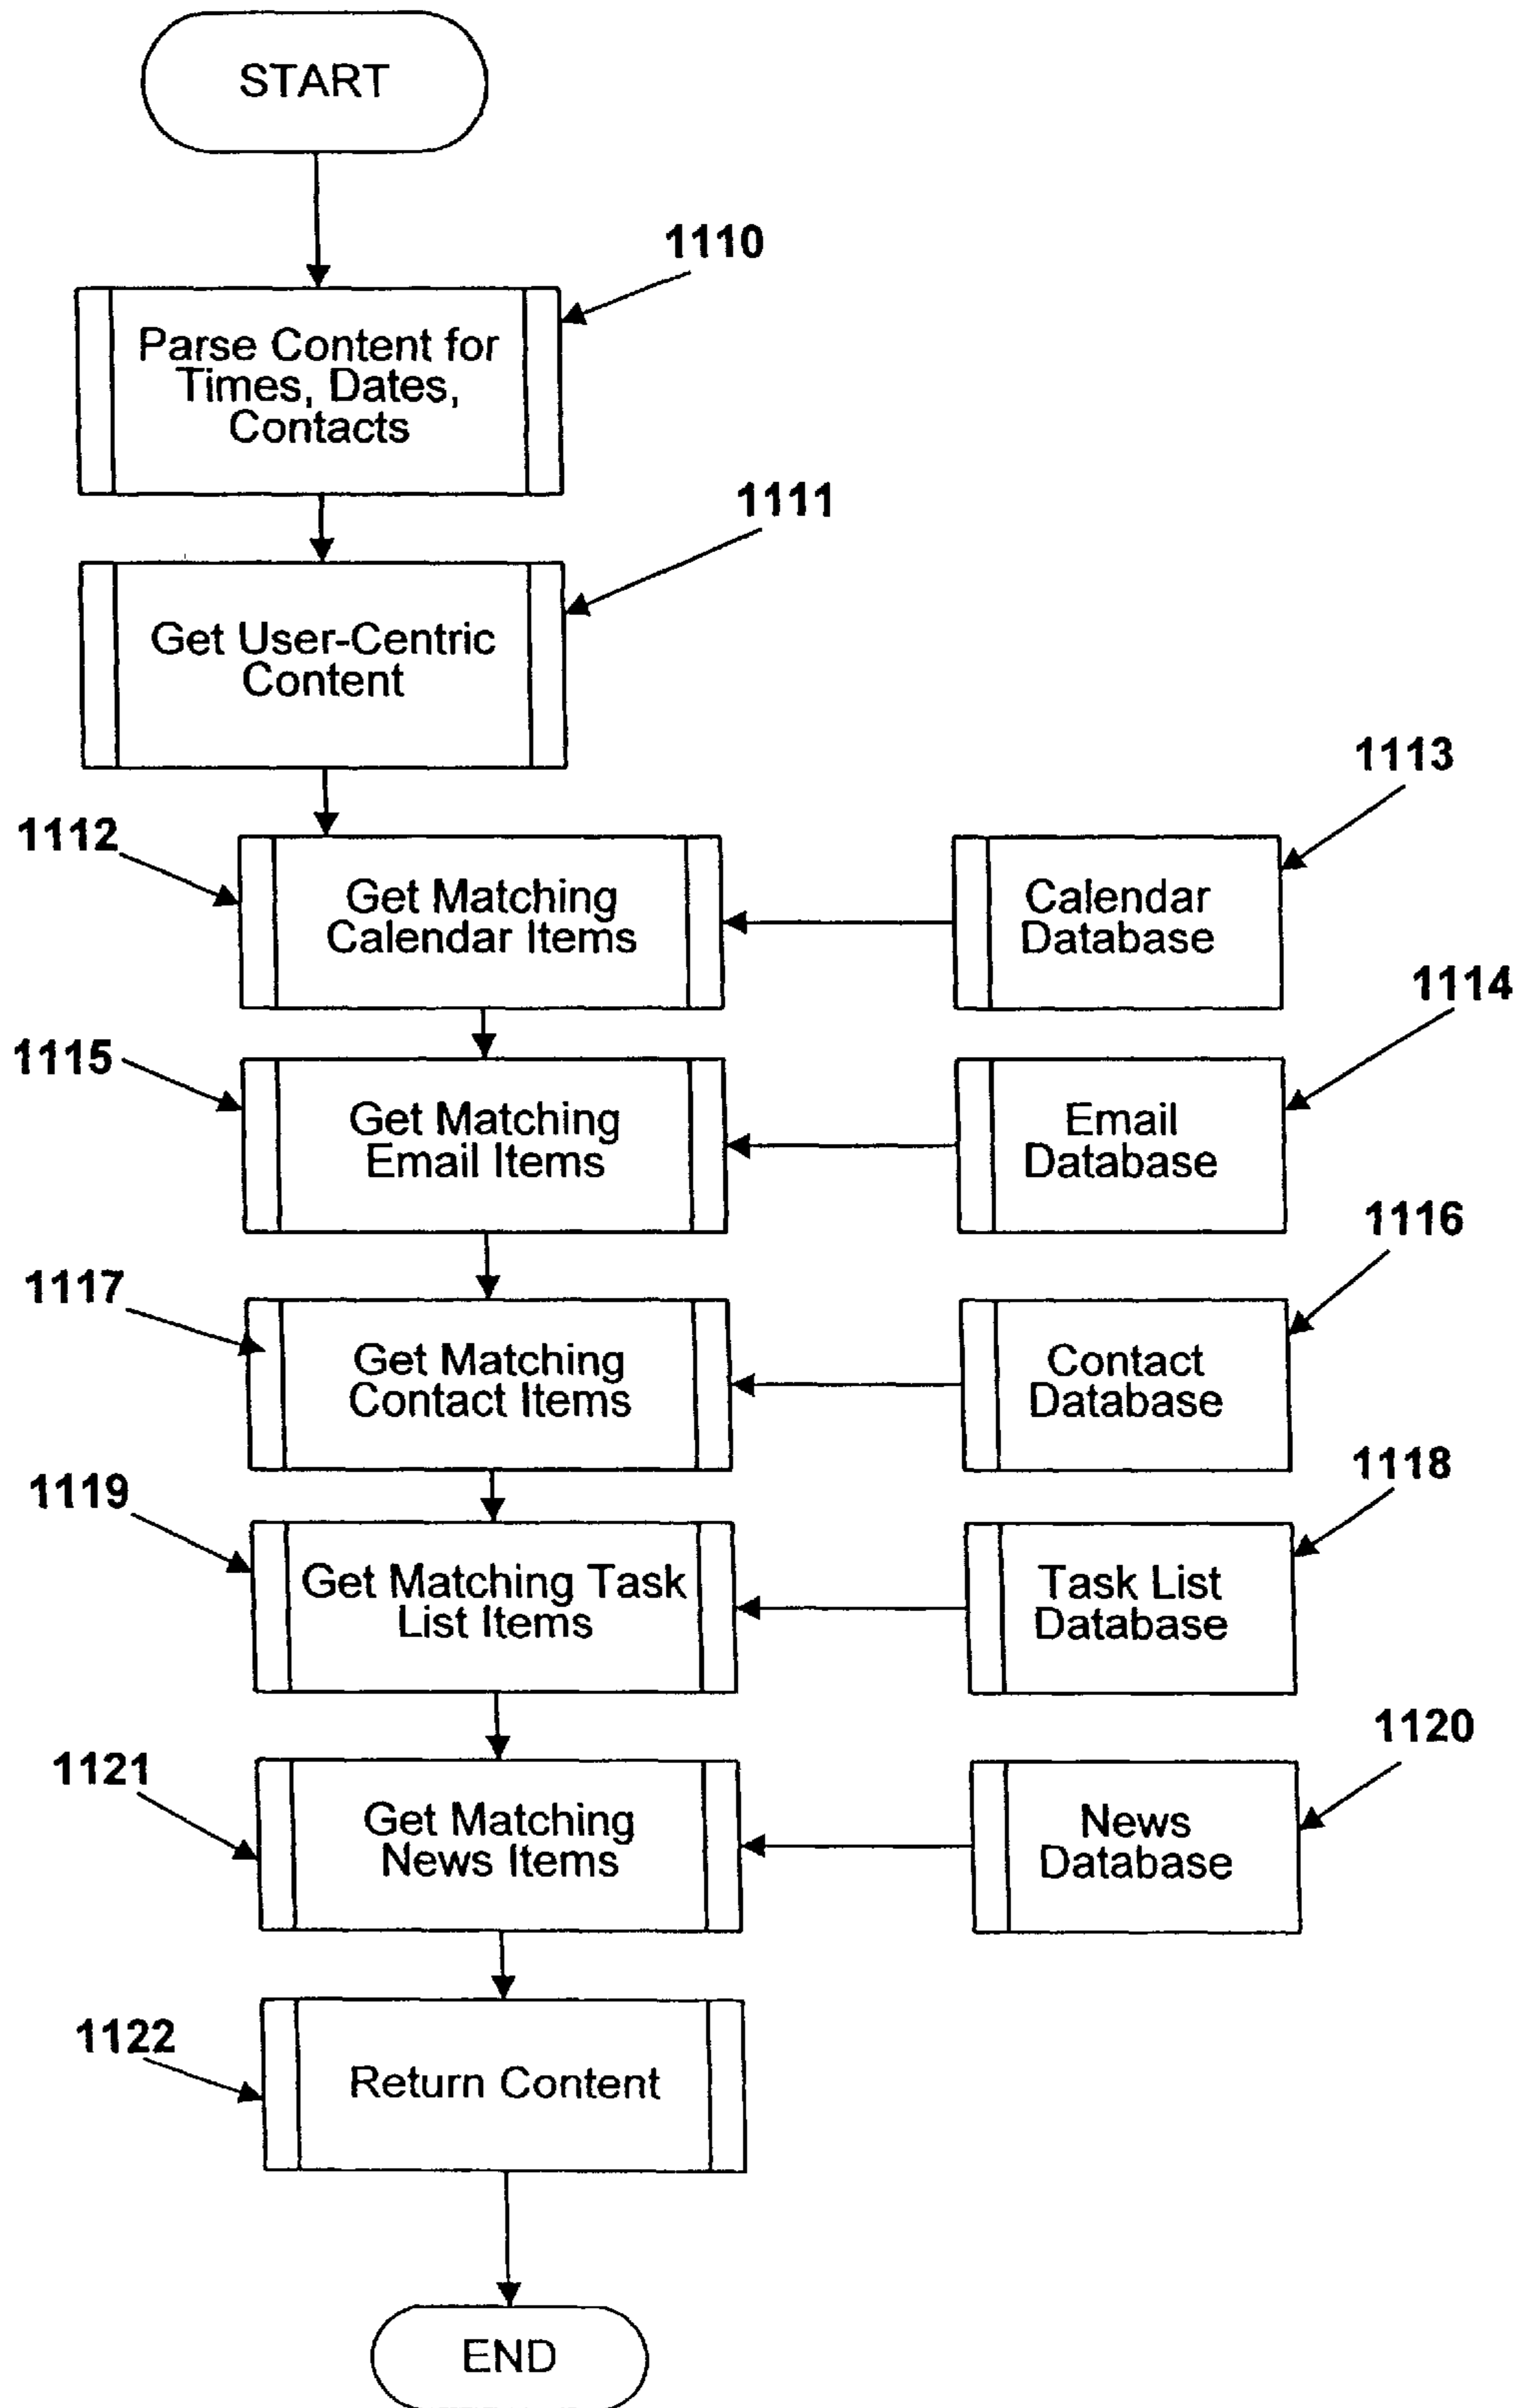 START
1110
Parse Content for
Times, Dates,
Contacts
1111
Get User-Centric
Content
1112
Get Matching
Calendar Items
1113
Calendar
Database
1114
1115
Get Matching
Email Items
Email
Database
1116
1117
Get Matching
Contact Items
Contact
Database
1118
1119
Get Matching Task
List Items
Task List
Database
1120
1121
Get Matching
News Items
News
Database
1122
Return Content
END